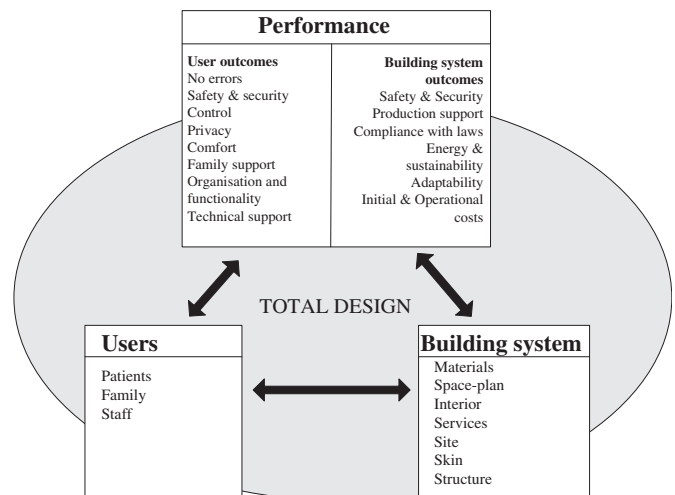 Performance
User outcomes
No errors
Safety & security
Control
Privacy
Comfort
Family support
Organisation and
functionality
Technical support
Building system
outcomes
Safety & Security
Production support
Compliance with laws
Energy &
sustainability
Adaptability
Initial & Operational
costs
TOTAL DESIGN
Users
Patients
Family
Staff
Building system
Materials
Space-plan
Interior
Services
Site
Skin
Structure